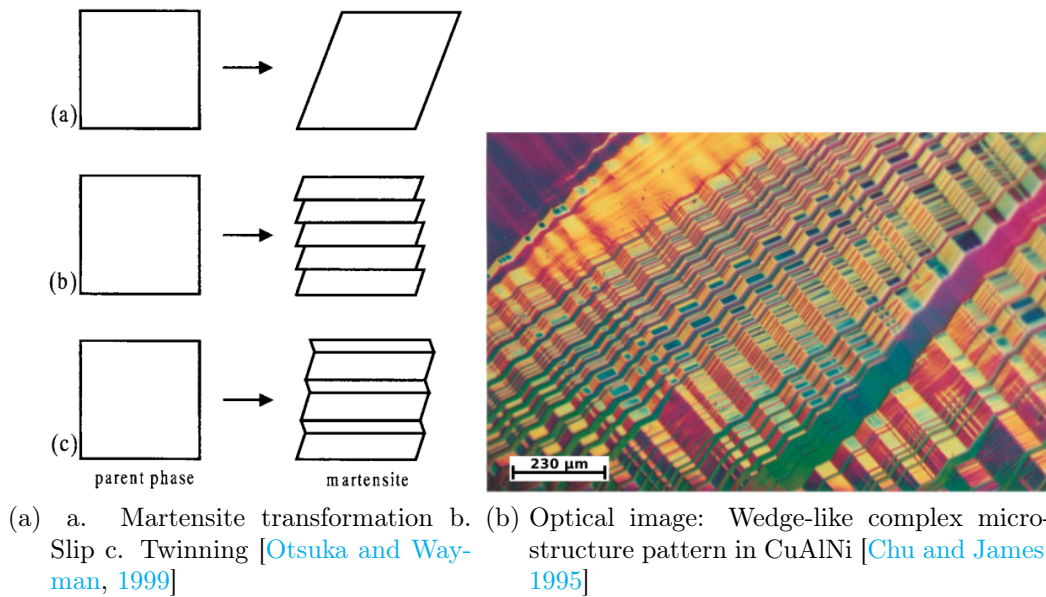 (a)
(b)
(c)
parent phase
martensite
230 µm
(a) a. Martensite transformation b.
Slip c. Twinning [Otsuka and Way-
man, 1999]
(b) Optical image: Wedge-like complex micro-
structure pattern in CuAlNi [Chu and James
1995]